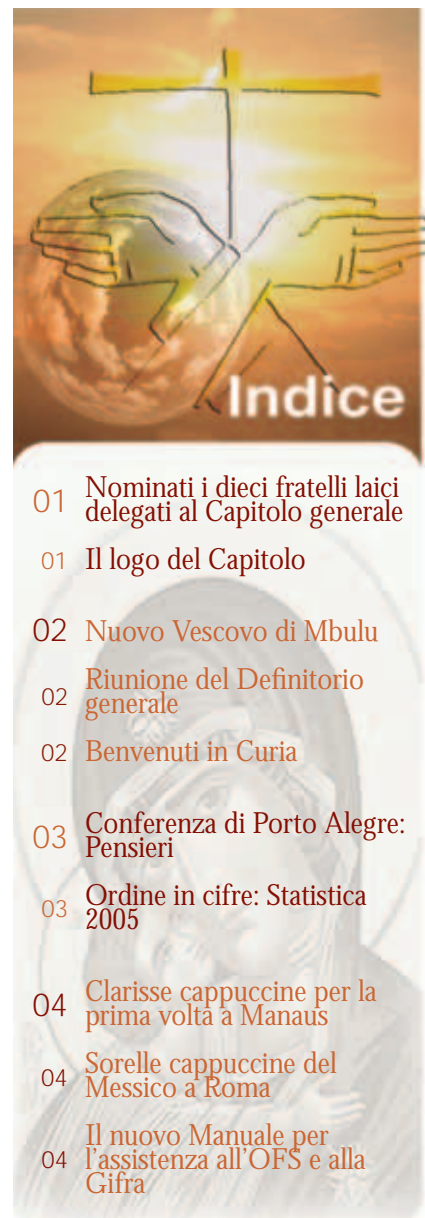 Indice
01 Nominati i dieci fratelli laici
delegati al Capitolo generale
01 Il logo del Capitolo
02 Nuovo Vescovo di Mbulu
02 Riunione del Definitorio
generale
02 Benvenuti in Curia
03 Conferenza di Porto Alegre:
Pensieri
03 Ordine in cifre: Statistica
2005
04 Clarisse cappuccine per la
prima volta a Manaus
04 Sorelle cappuccine del
Messico a Roma
04 Il nuovo Manuale per
l'assistenza all'OFS e alla
Gifra